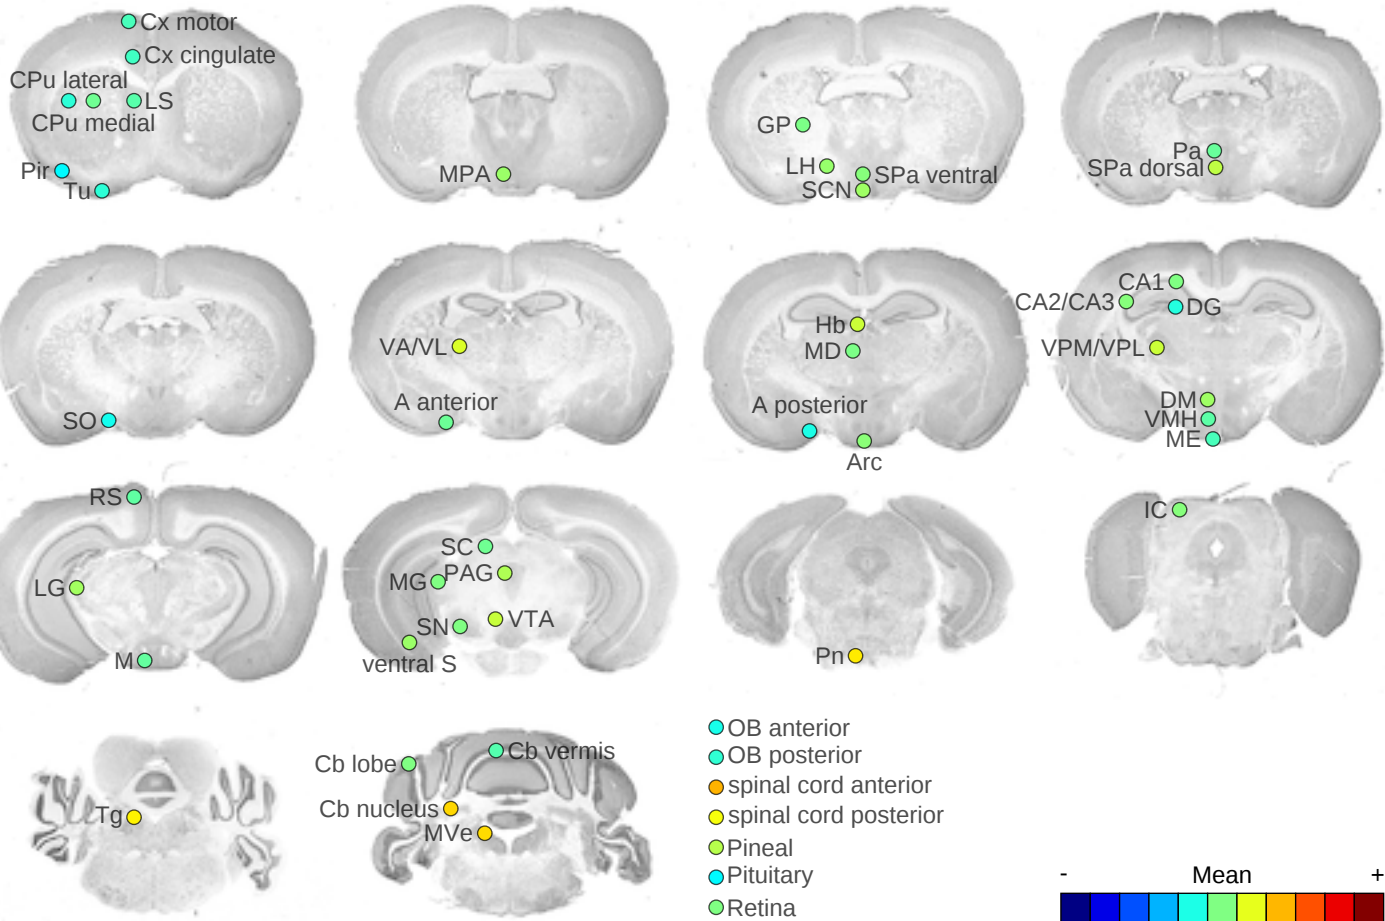 Cx motor
Cx cingulate
CPu lateral
LS
CPu medial
Pir
Tu
MPA
GP
LH
SPa ventral
SCN
Pa
SPa dorsal
SO
VA/VL
A anterior
Hb
MD
A posterior
Arc
CA1
CA2/CA3
DG
VPM/VPL
DM
VMH
ME
RS
LG
M
SC
MG
PAG
SN
VTA
ventral S
Pn
IC
Tg
Cb lobe
Cb vermis
Cb nucleus
MVe
OB anterior
OB posterior
spinal cord anterior
spinal cord posterior
Pineal
Pituitary
Retina
- Mean +